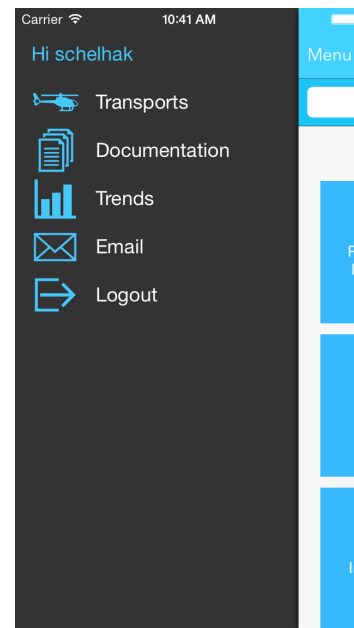 Carrier 10:41 AM
Hi schelhak
Menu
Transports
Documentation
Trends
Email
Logout